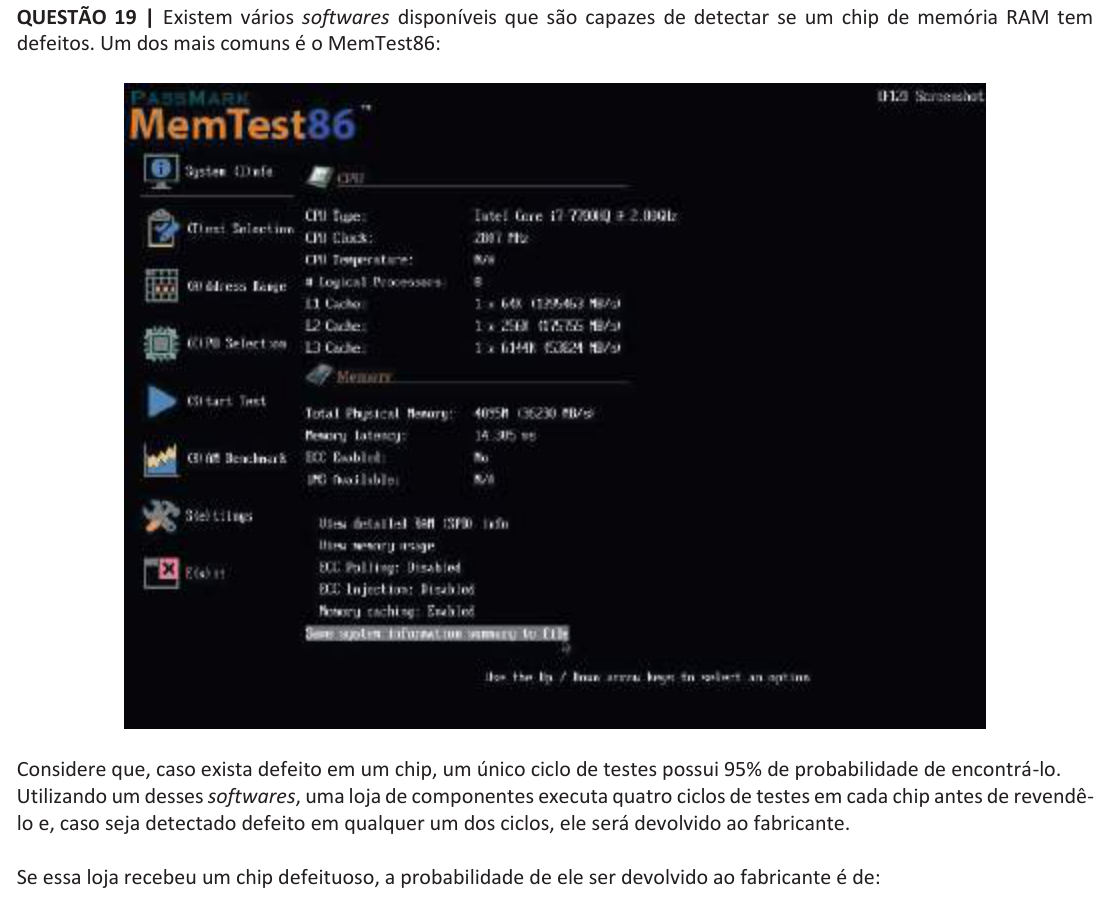 QUESTÃO 19 | Existem vários softwares disponíveis que são capazes de detectar se um chip de memória RAM tem
defeitos. Um dos mais comuns é o MemTest86:
PASSMARK
MemTest86™
(F12) Screenshot
System (I)nfo
(T)est Selection
(A)ddress Range
(C)PU Selection
(S)tart Test
(R)AM Benchmark
S(e)ttings
E(x)it
CPU
CPU Type: Intel Core i7-7700HQ @ 2.80GHz
CPU Clock: 2807 MHz
CPU Temperature: N/A
# Logical Processors: 8
L1 Cache: 1 x 64K (195463 MB/s)
L2 Cache: 1 x 256K (175755 MB/s)
L3 Cache: 1 x 6144K (53824 MB/s)
Memory
Total Physical Memory: 4095M (36230 MB/s)
Memory latency: 14.305 ns
ECC Enabled: No
Available: N/A
View detailed RAM (SPD) info
View memory usage
ECC Polling: Disabled
ECC Injection: Disabled
Memory caching: Enabled
Save system information summary to file
Use the Up / Down arrow keys to select an option
Considere que, caso exista defeito em um chip, um único ciclo de testes possui 95% de probabilidade de encontrá-lo.
Utilizando um desses softwares, uma loja de componentes executa quatro ciclos de testes em cada chip antes de revendê-
lo e, caso seja detectado defeito em qualquer um dos ciclos, ele será devolvido ao fabricante.
Se essa loja recebeu um chip defeituoso, a probabilidade de ele ser devolvido ao fabricante é de: